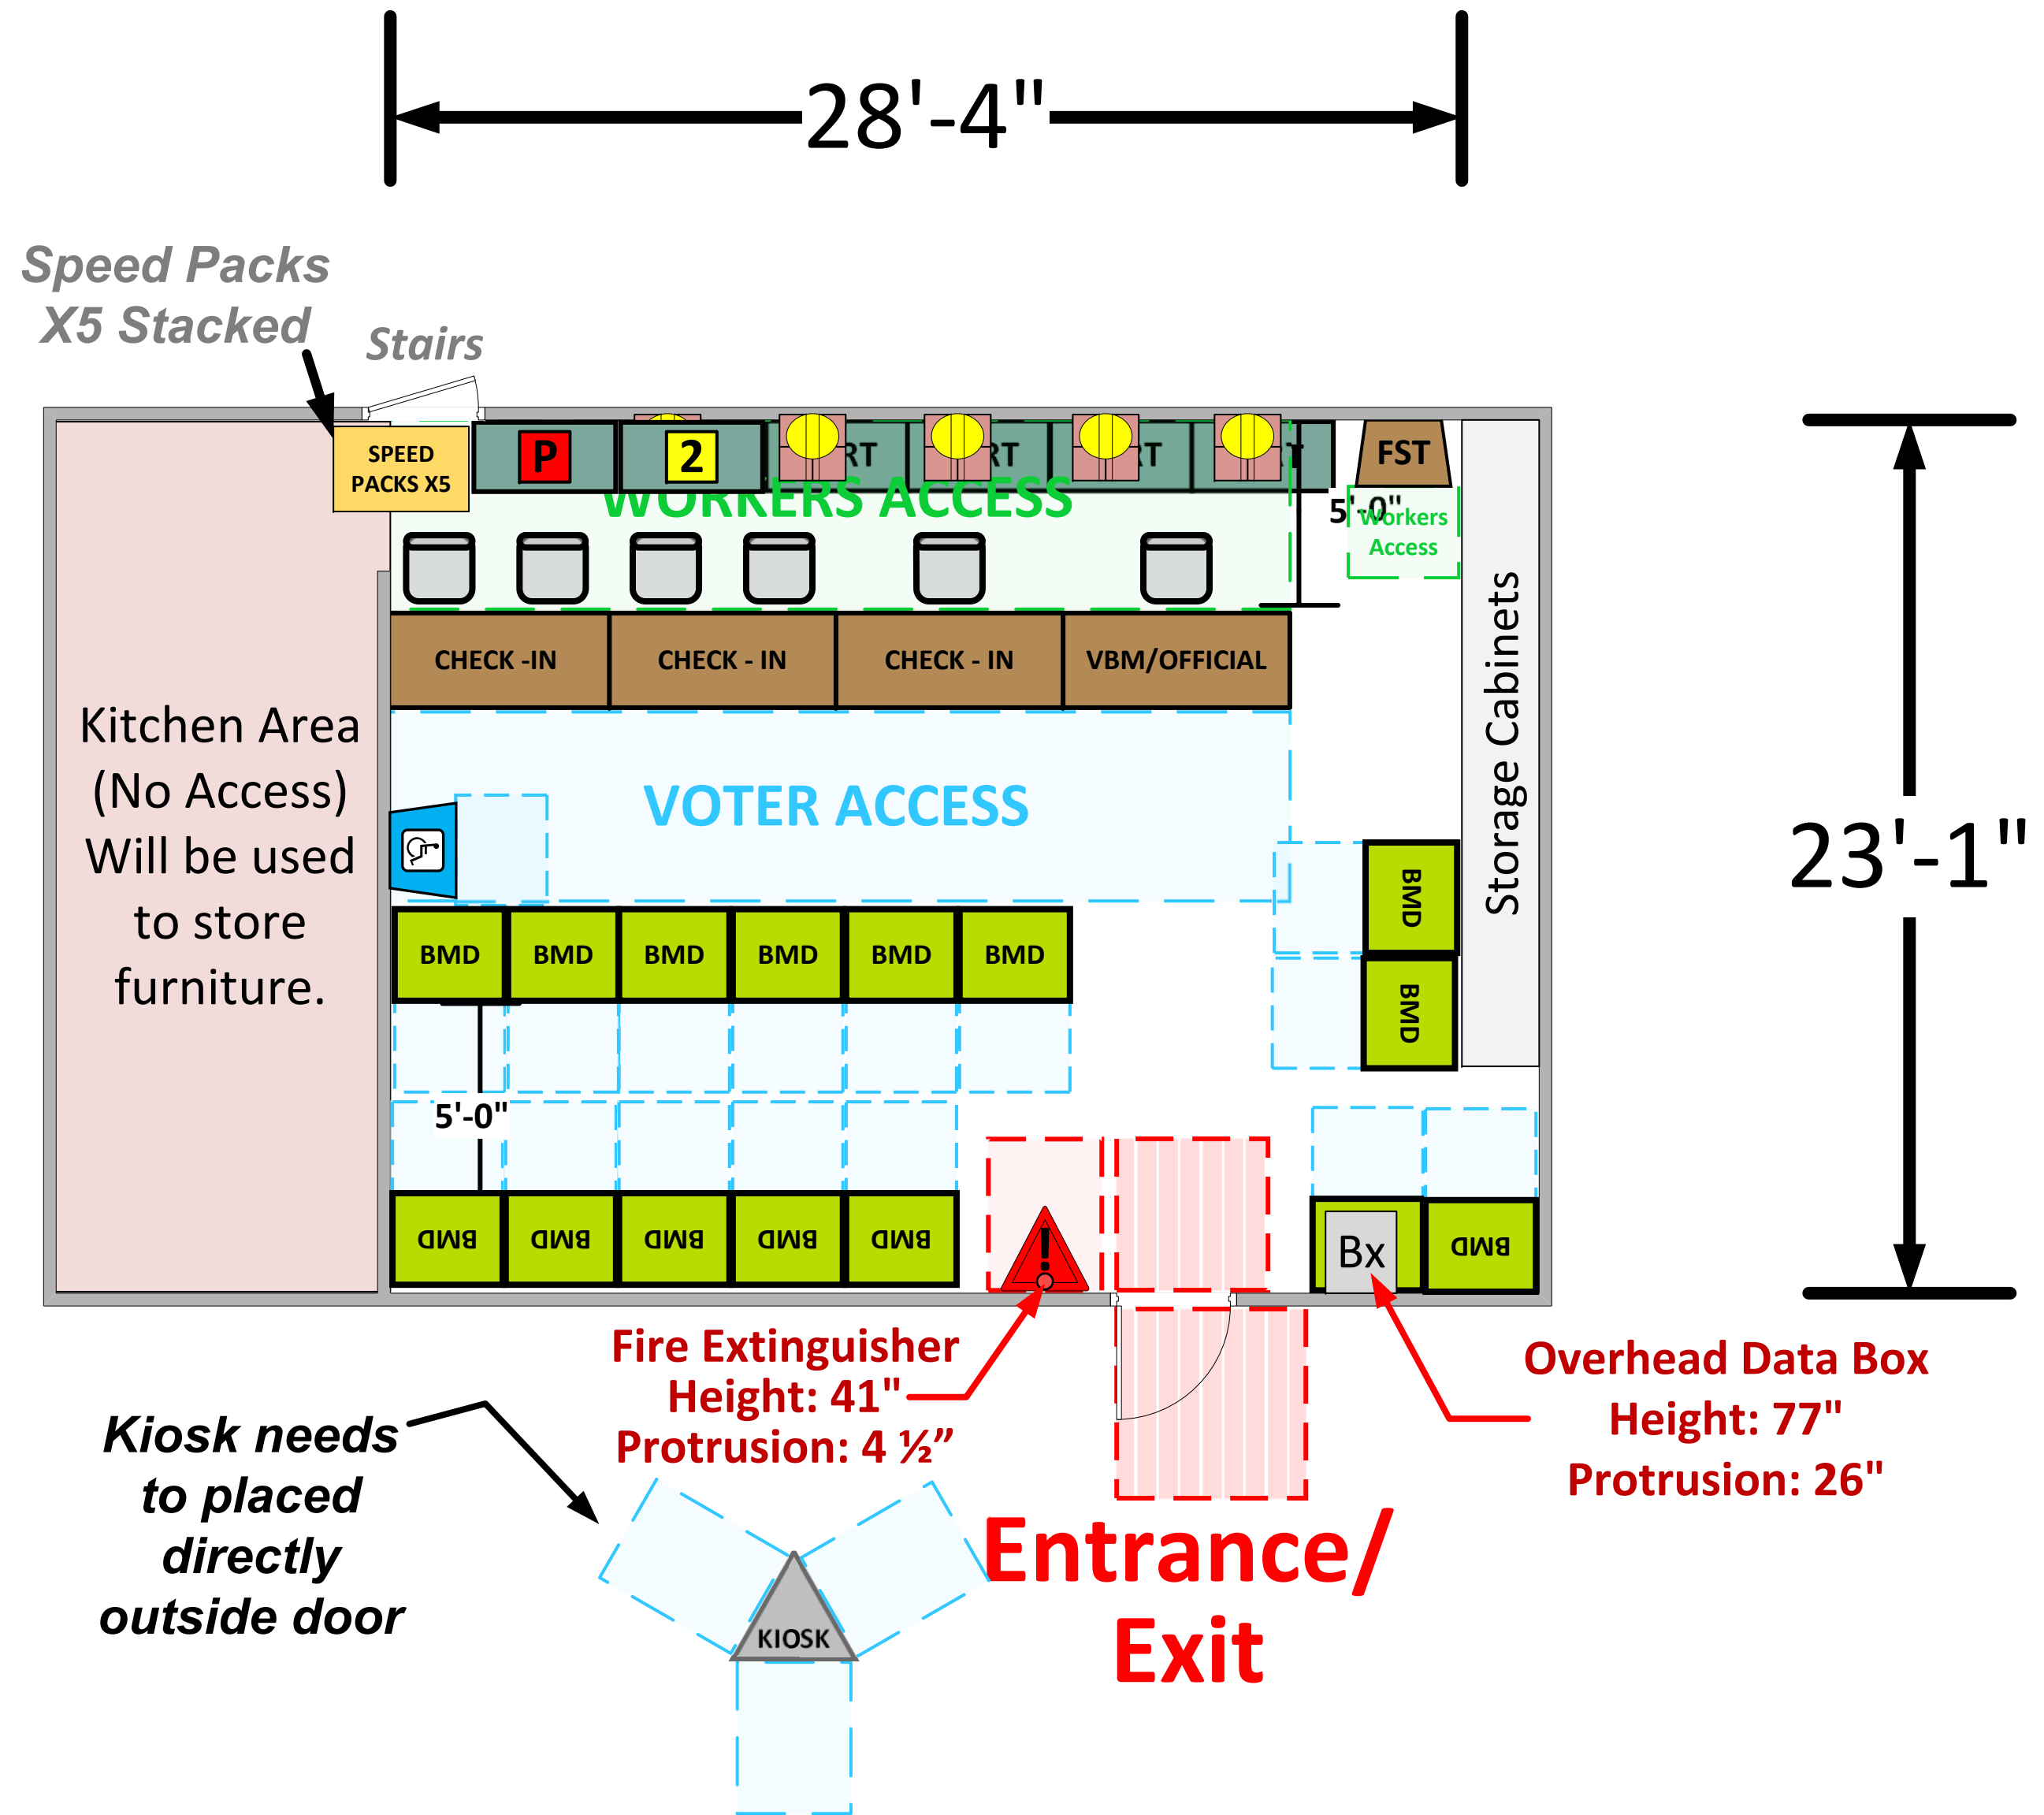 28'-4"
Speed Packs
X5 Stacked
Stairs
SPEED
PACKS X5
P
2
RT
RT
RT
FST
WORKERS ACCESS
5'-0"
Workers
Access
CHECK -IN
CHECK - IN
CHECK - IN
VBM/OFFICIAL
Storage Cabinets
23'-1"
Kitchen Area
(No Access)
Will be used
to store
furniture.
VOTER ACCESS
BMD
BMD
BMD
BMD
BMD
BMD
BMD
BMD
5'-0"
BMD
BMD
BMD
BMD
BMD
!
Bx
BMD
Fire Extinguisher
Height: 41"
Protrusion: 4 ½”
Overhead Data Box
Height: 77"
Protrusion: 26"
Kiosk needs
to placed
directly
outside door
Entrance/
Exit
KIOSK